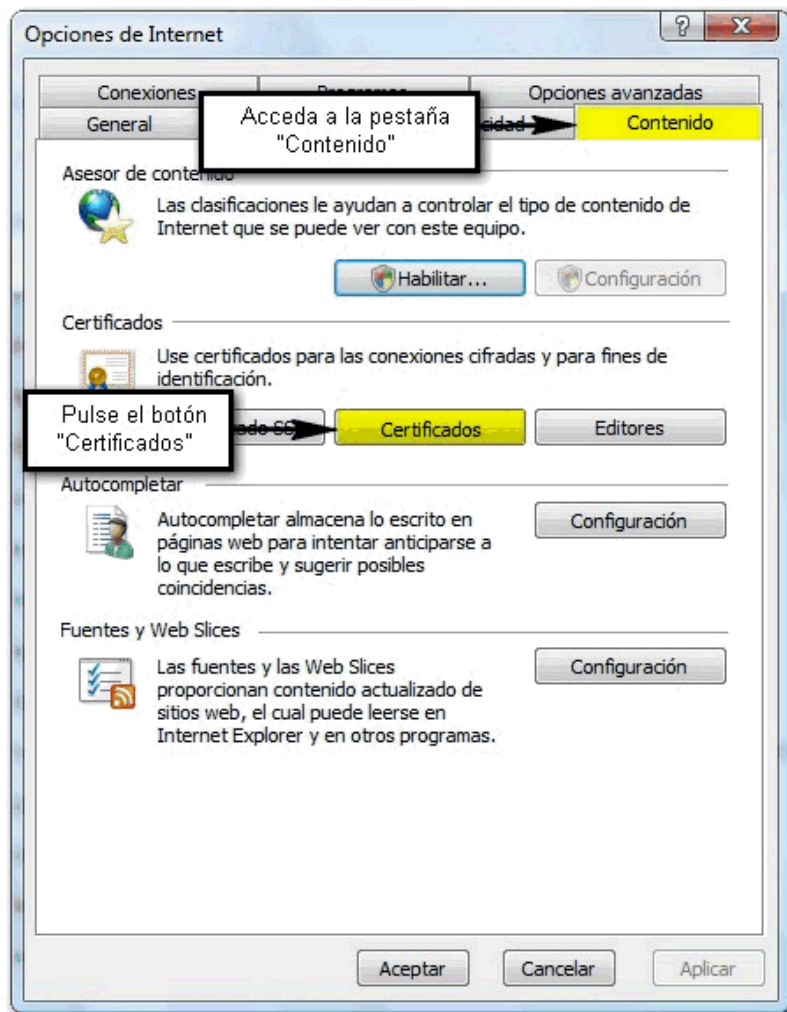 Opciones de Internet
Conexiones
Opciones avanzadas
General
Contenido
Acceda a la pestaña
"Contenido"
Asesor de contenido
Las clasificaciones le ayudan a controlar el tipo de contenido de
Internet que se puede ver con este equipo.
Habilitar...
Configuración
Certificados
Use certificados para las conexiones cifradas y para fines de
identificación.
Pulse el botón
"Certificados"
Certificados
Editores
Autocompletar
Autocompletar almacena lo escrito en
páginas web para intentar anticiparse a
lo que escribe y sugerir posibles
coincidencias.
Configuración
Fuentes y Web Slices
Las fuentes y las Web Slices
proporcionan contenido actualizado de
sitios web, el cual puede leerse en
Internet Explorer y en otros programas.
Configuración
Aceptar
Cancelar
Aplicar